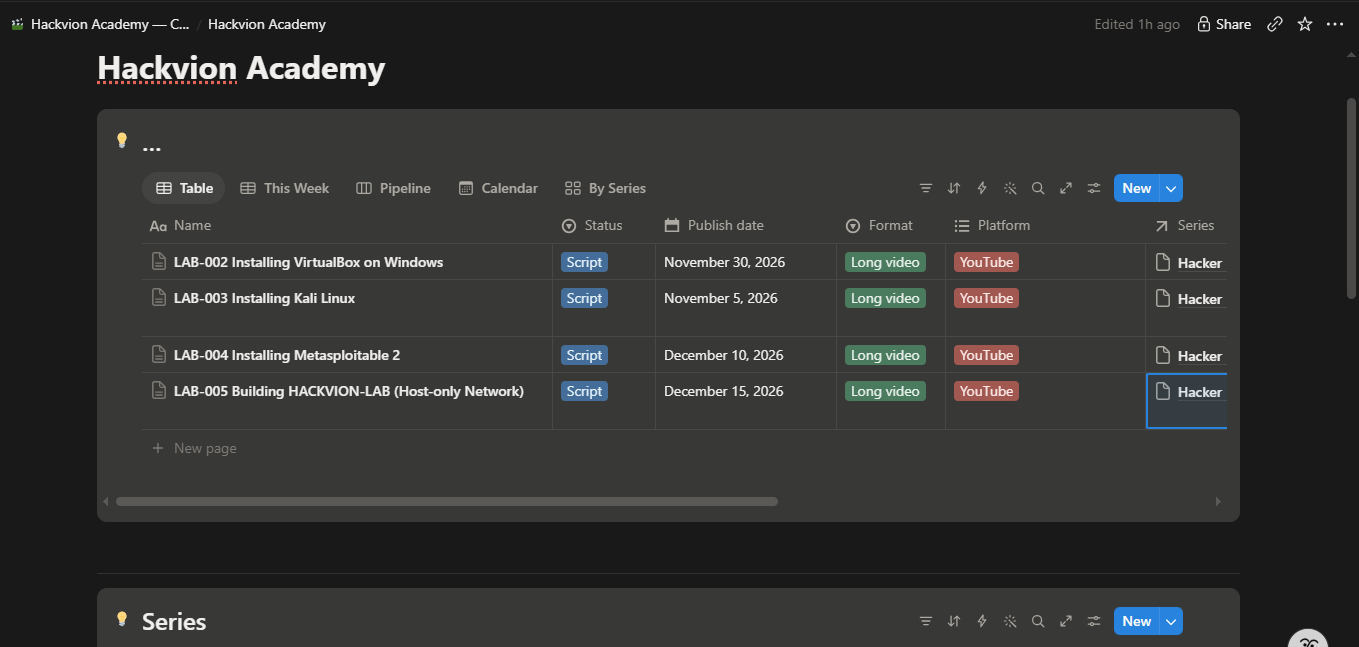 Hackvion Academy — C... / Hackvion Academy
Edited 1h ago Share
Hackvion Academy
...
Table This Week Pipeline Calendar By Series New
Aa Name Status Publish date Format Platform Series
LAB-002 Installing VirtualBox on Windows Script November 30, 2026 Long video YouTube Hacker
LAB-003 Installing Kali Linux Script November 5, 2026 Long video YouTube Hacker
LAB-004 Installing Metasploitable 2 Script December 10, 2026 Long video YouTube Hacker
LAB-005 Building HACKVION-LAB (Host-only Network) Script December 15, 2026 Long video YouTube Hacker
+ New page
Series New